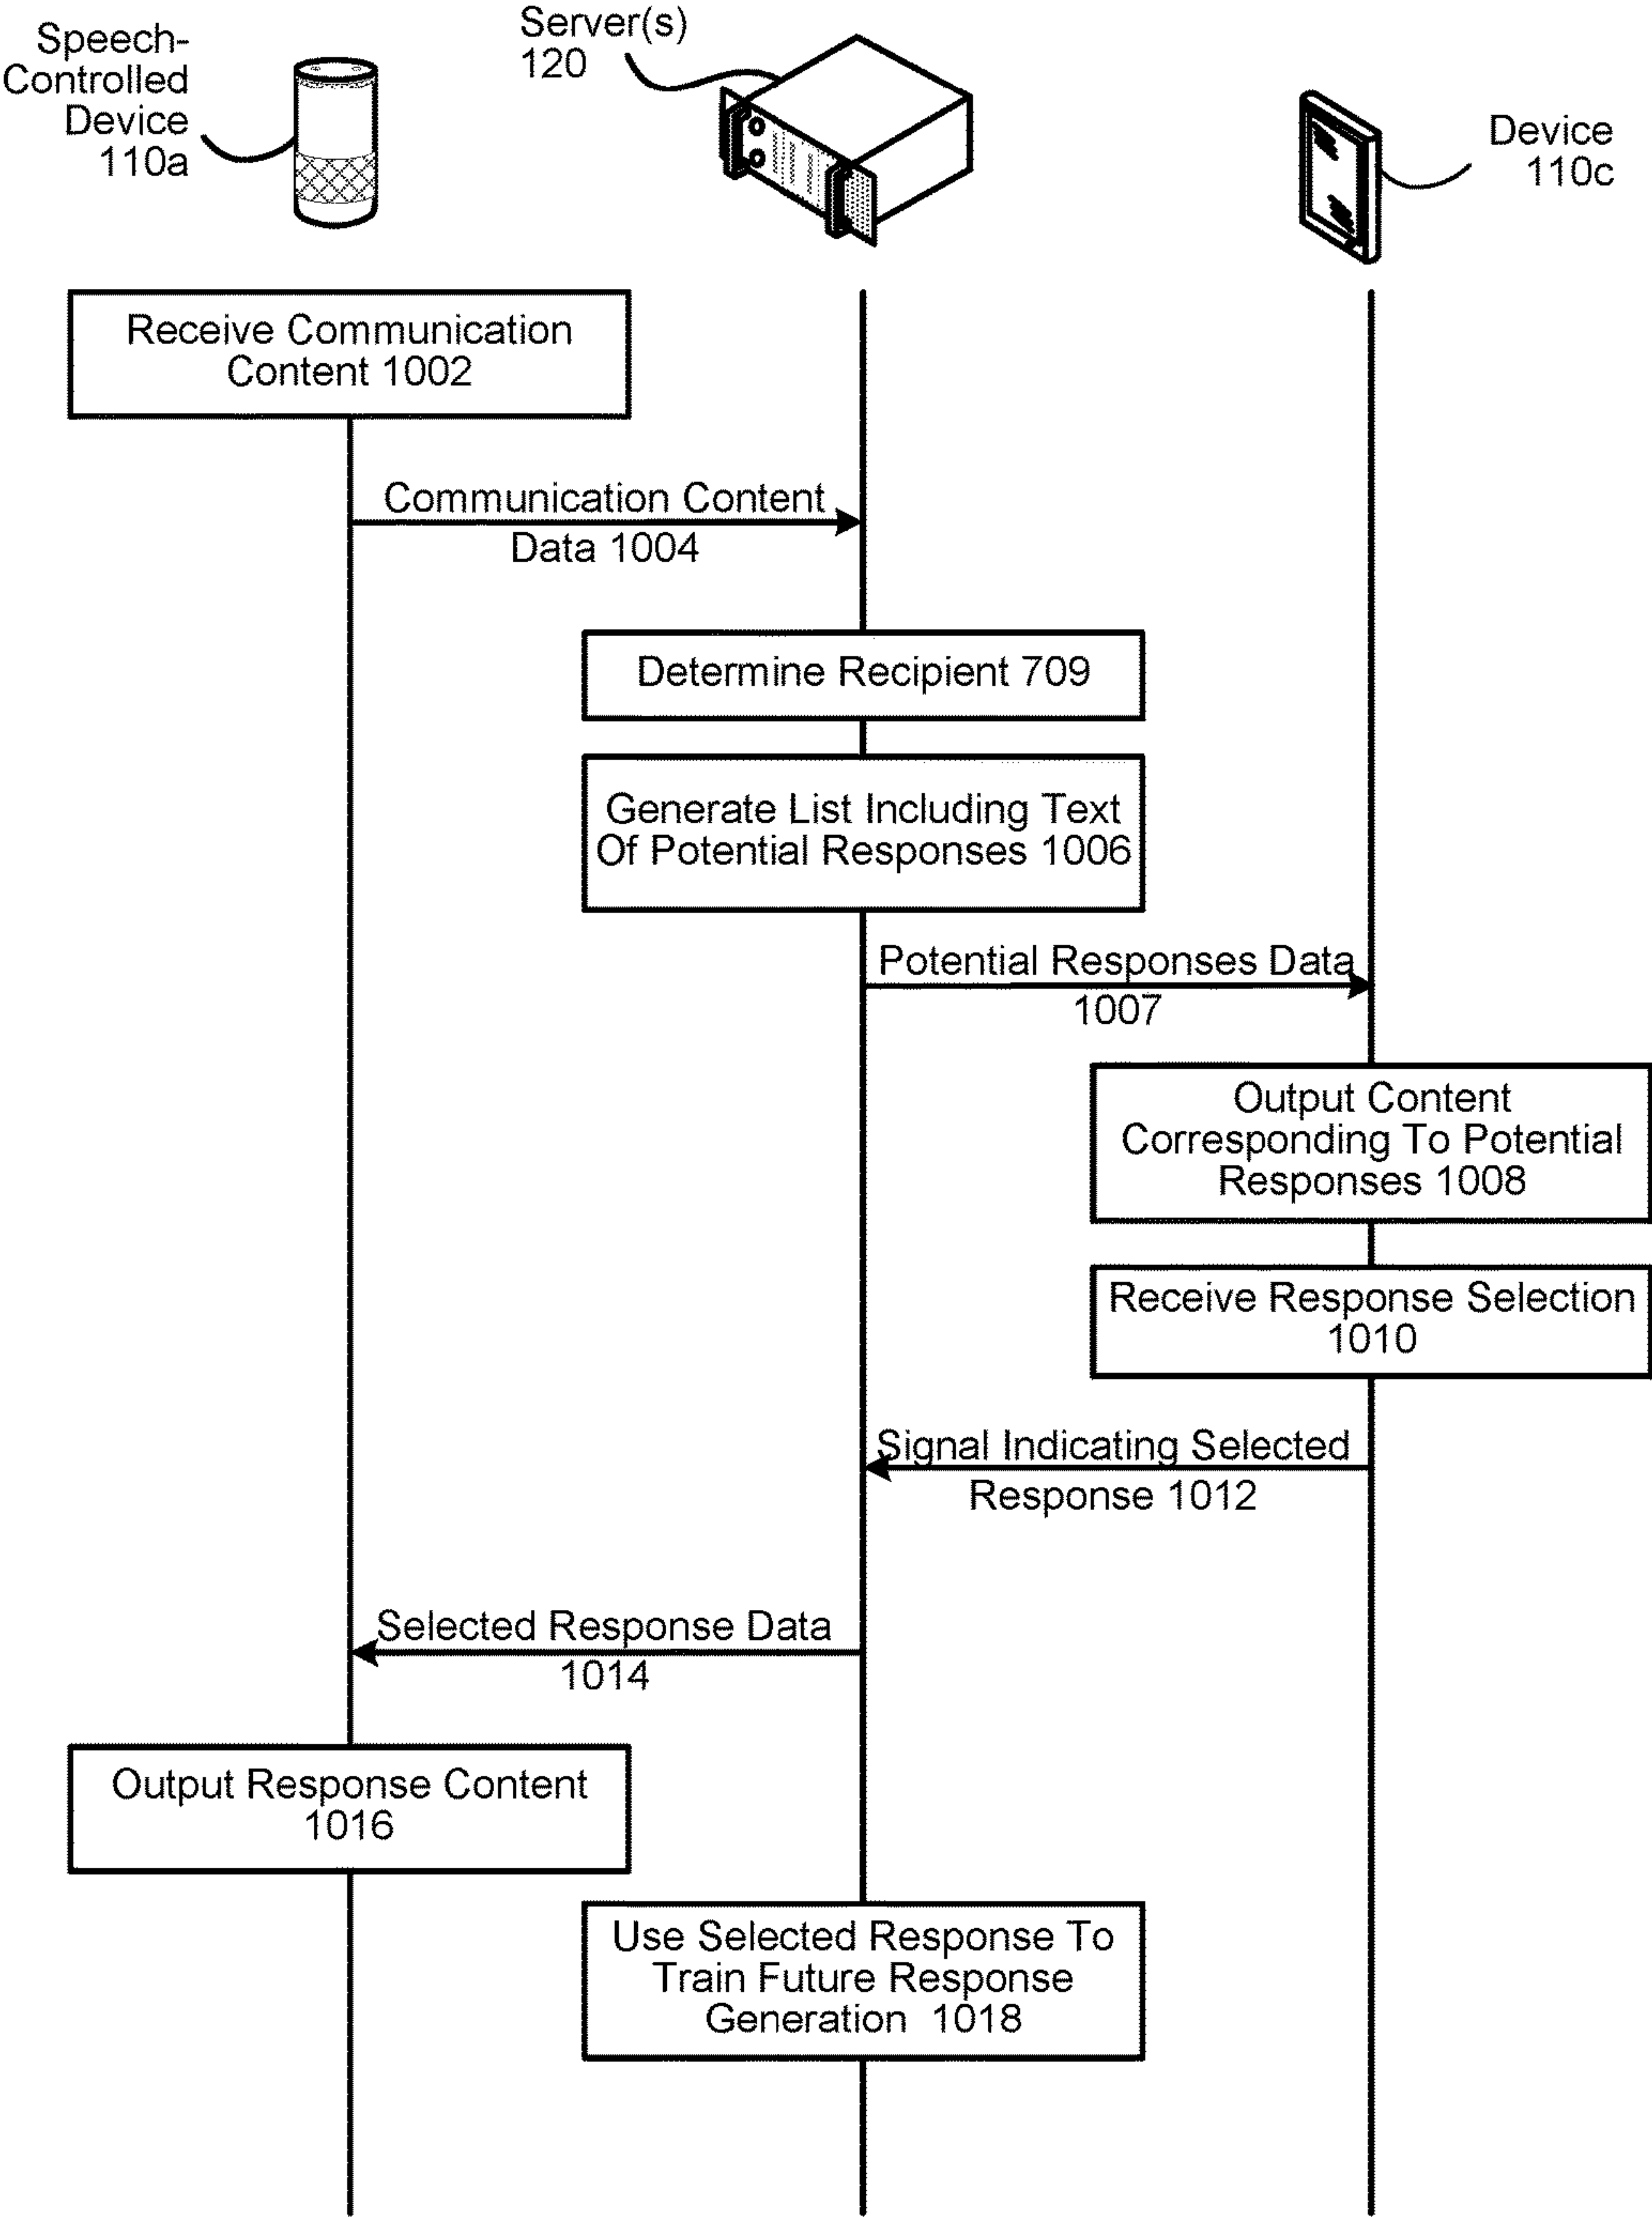 Speech-
Controlled
Device
110a
Server(s)
120
Device
110c
Receive Communication
Content 1002
Communication Content
Data 1004
Determine Recipient 709
Generate List Including Text
Of Potential Responses 1006
Potential Responses Data
1007
Output Content
Corresponding To Potential
Responses 1008
Receive Response Selection
1010
Signal Indicating Selected
Response 1012
Selected Response Data
1014
Output Response Content
1016
Use Selected Response To
Train Future Response
Generation 1018